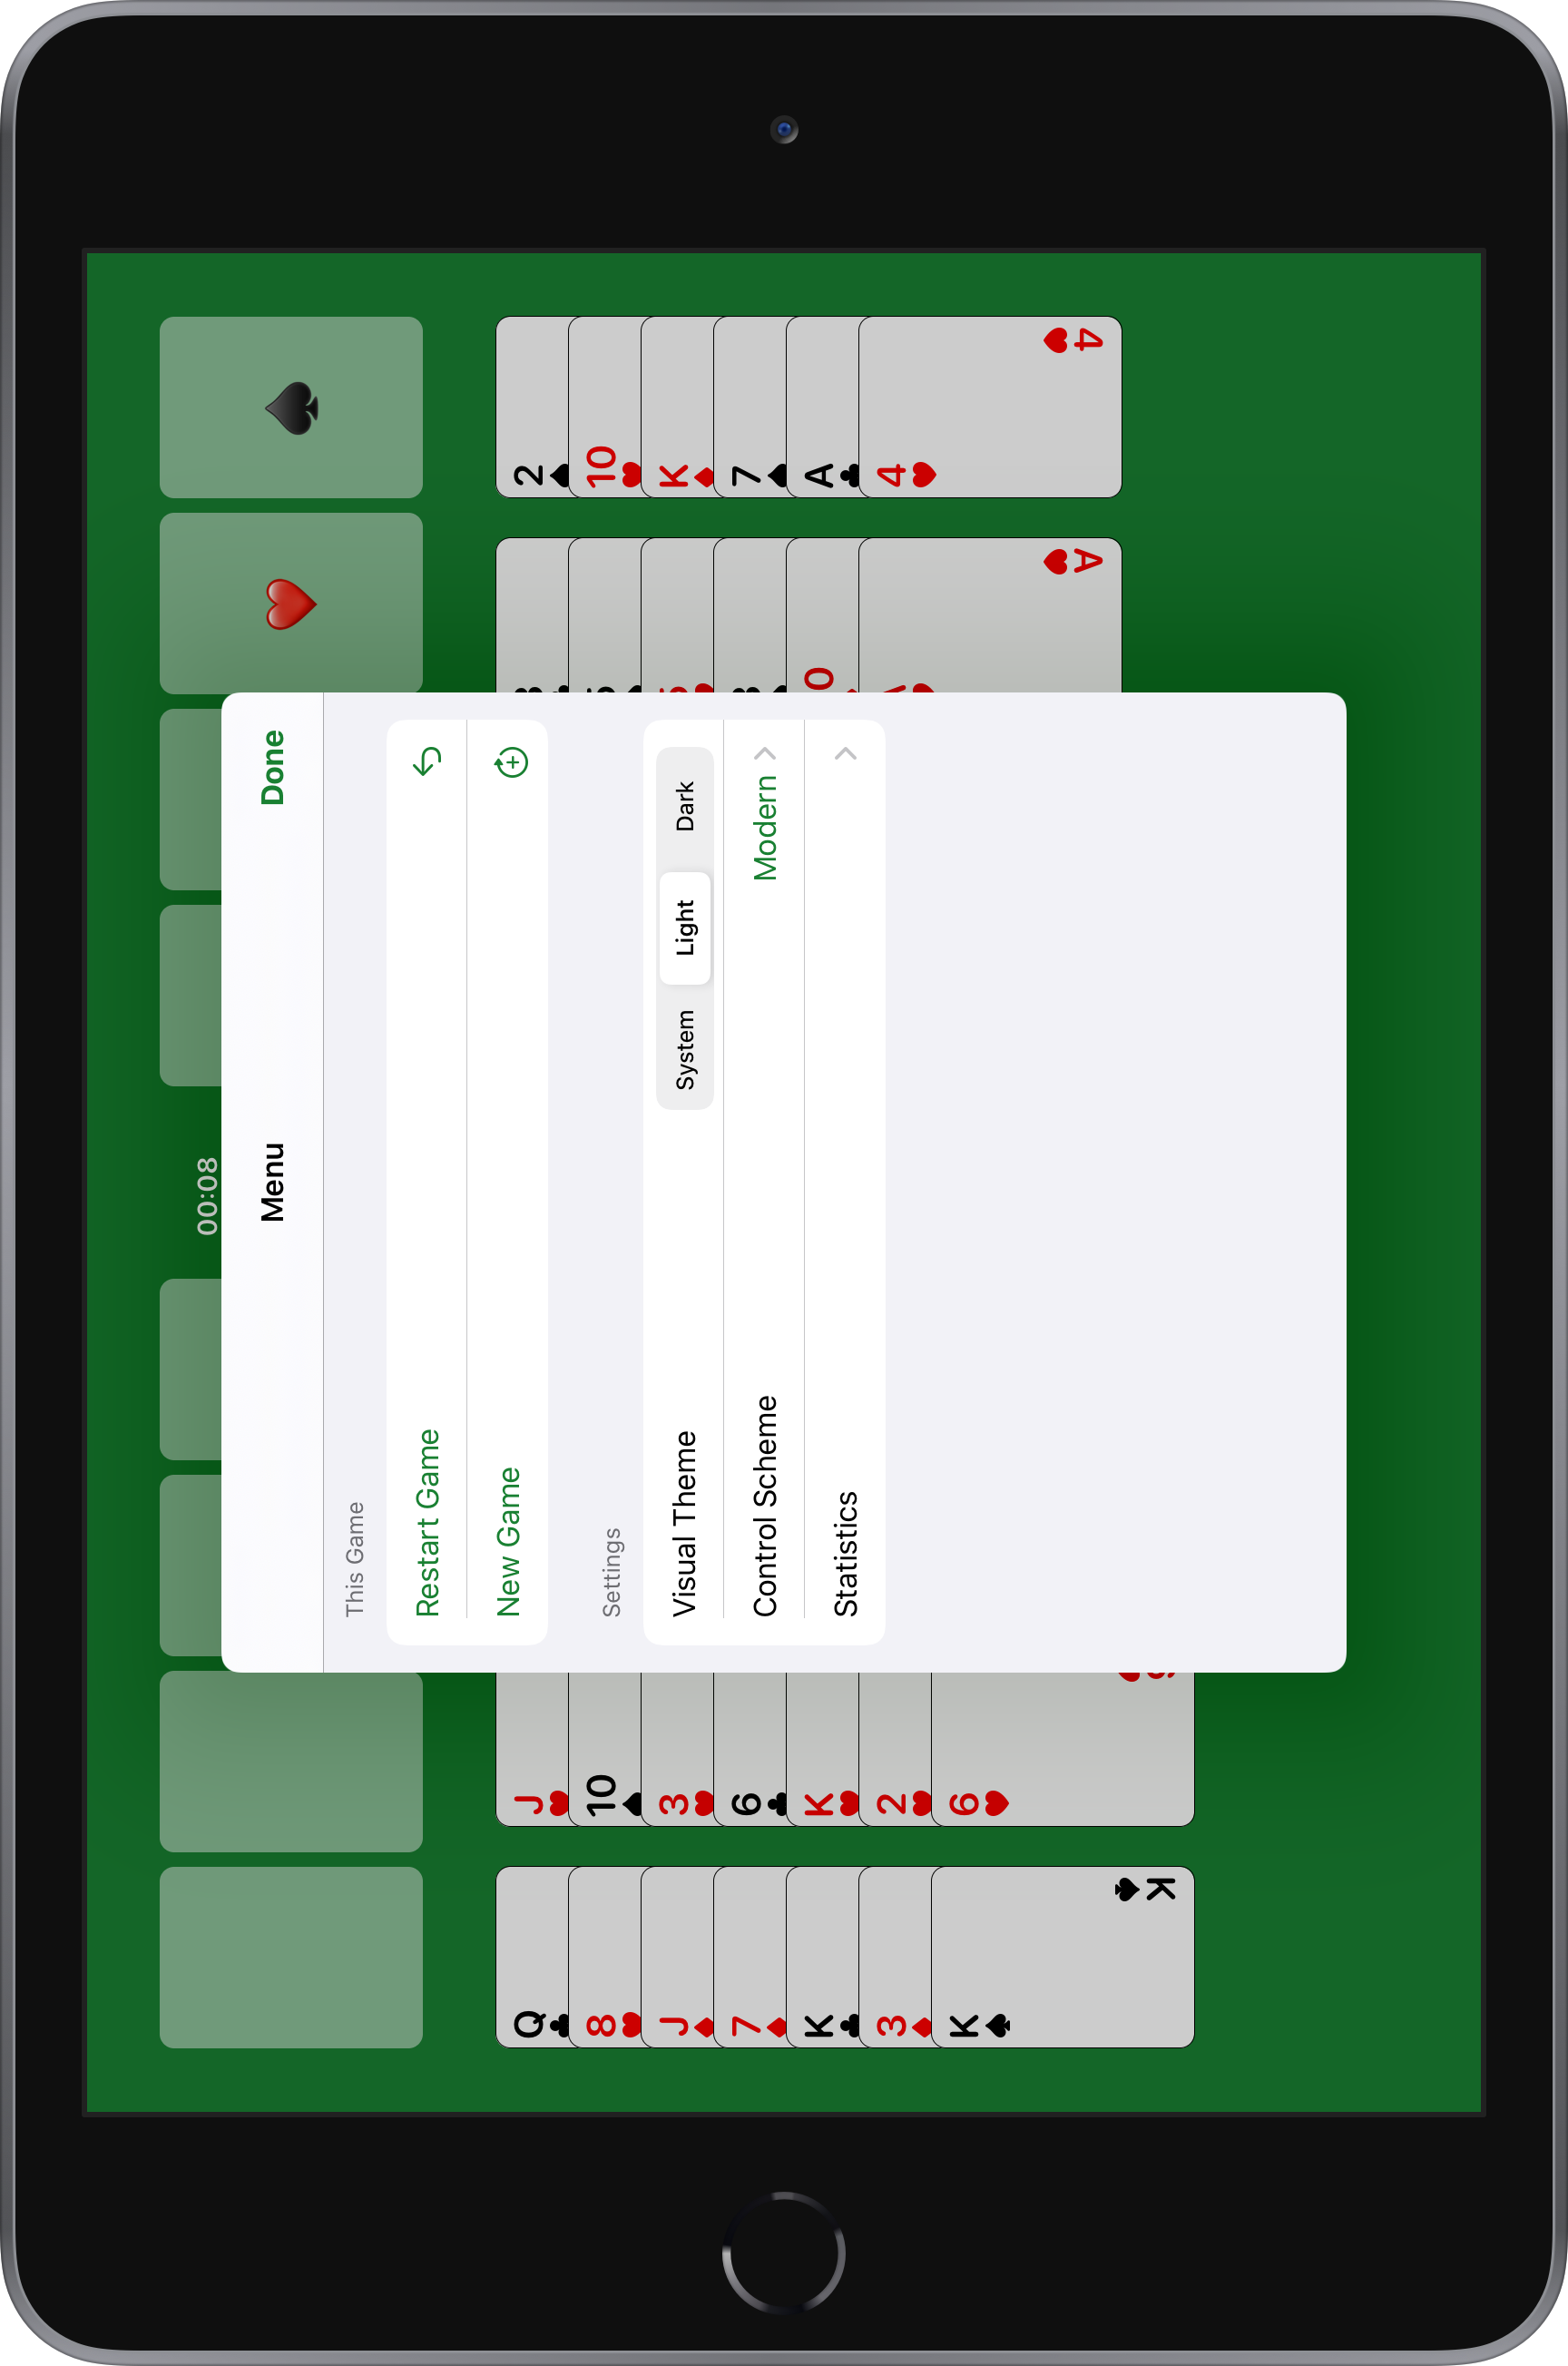 00:08
Menu
Done
This Game
Restart Game
New Game
Settings
Visual Theme
System Light Dark
Control Scheme
Modern
Statistics
Q
8
J
7
K
3
K
K
J
10
3
6
K
2
6
A
2
10
K
7
A
4
4